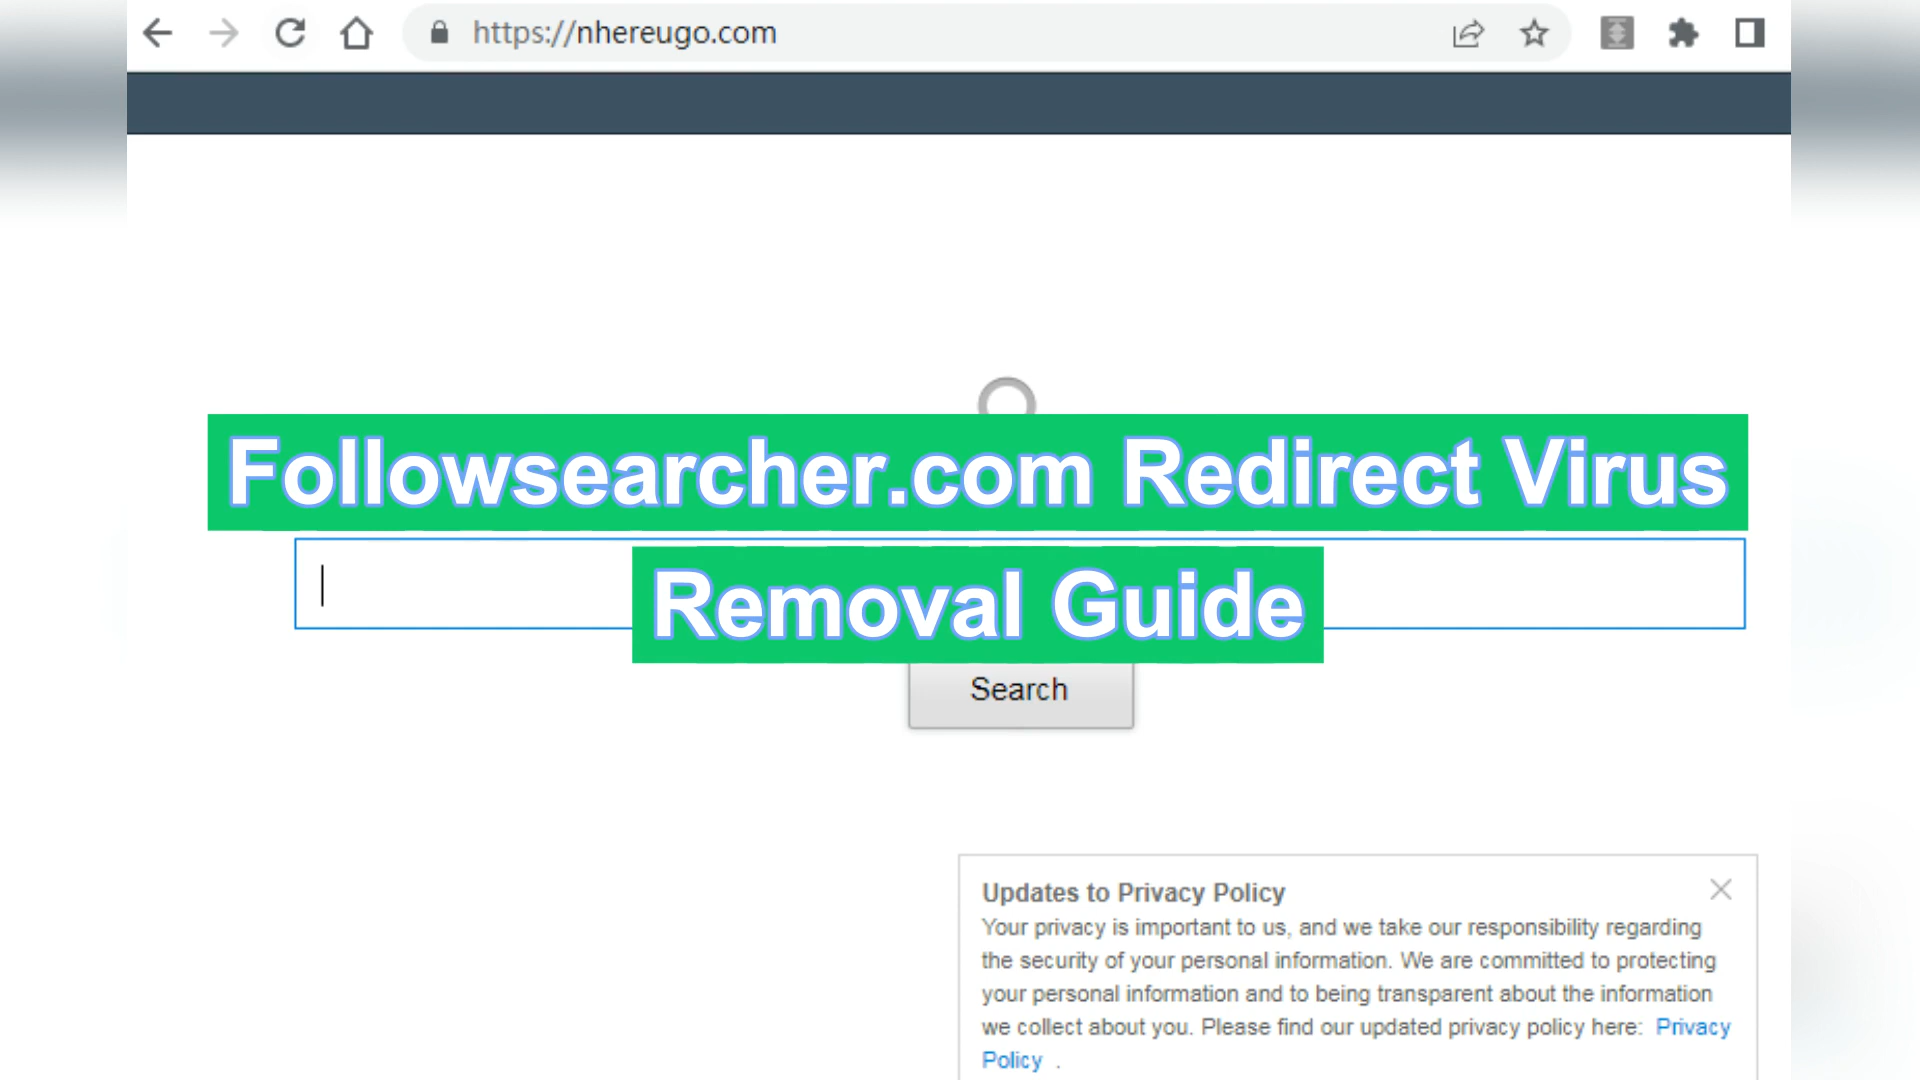 https://nhereugo.com
Followsearcher.com Redirect Virus
Removal Guide
Search
Updates to Privacy Policy
Your privacy is important to us, and we take our responsibility regarding
the security of your personal information. We are committed to protecting
your personal information and to being transparent about the information
we collect about you. Please find our updated privacy policy here: Privacy
Policy .